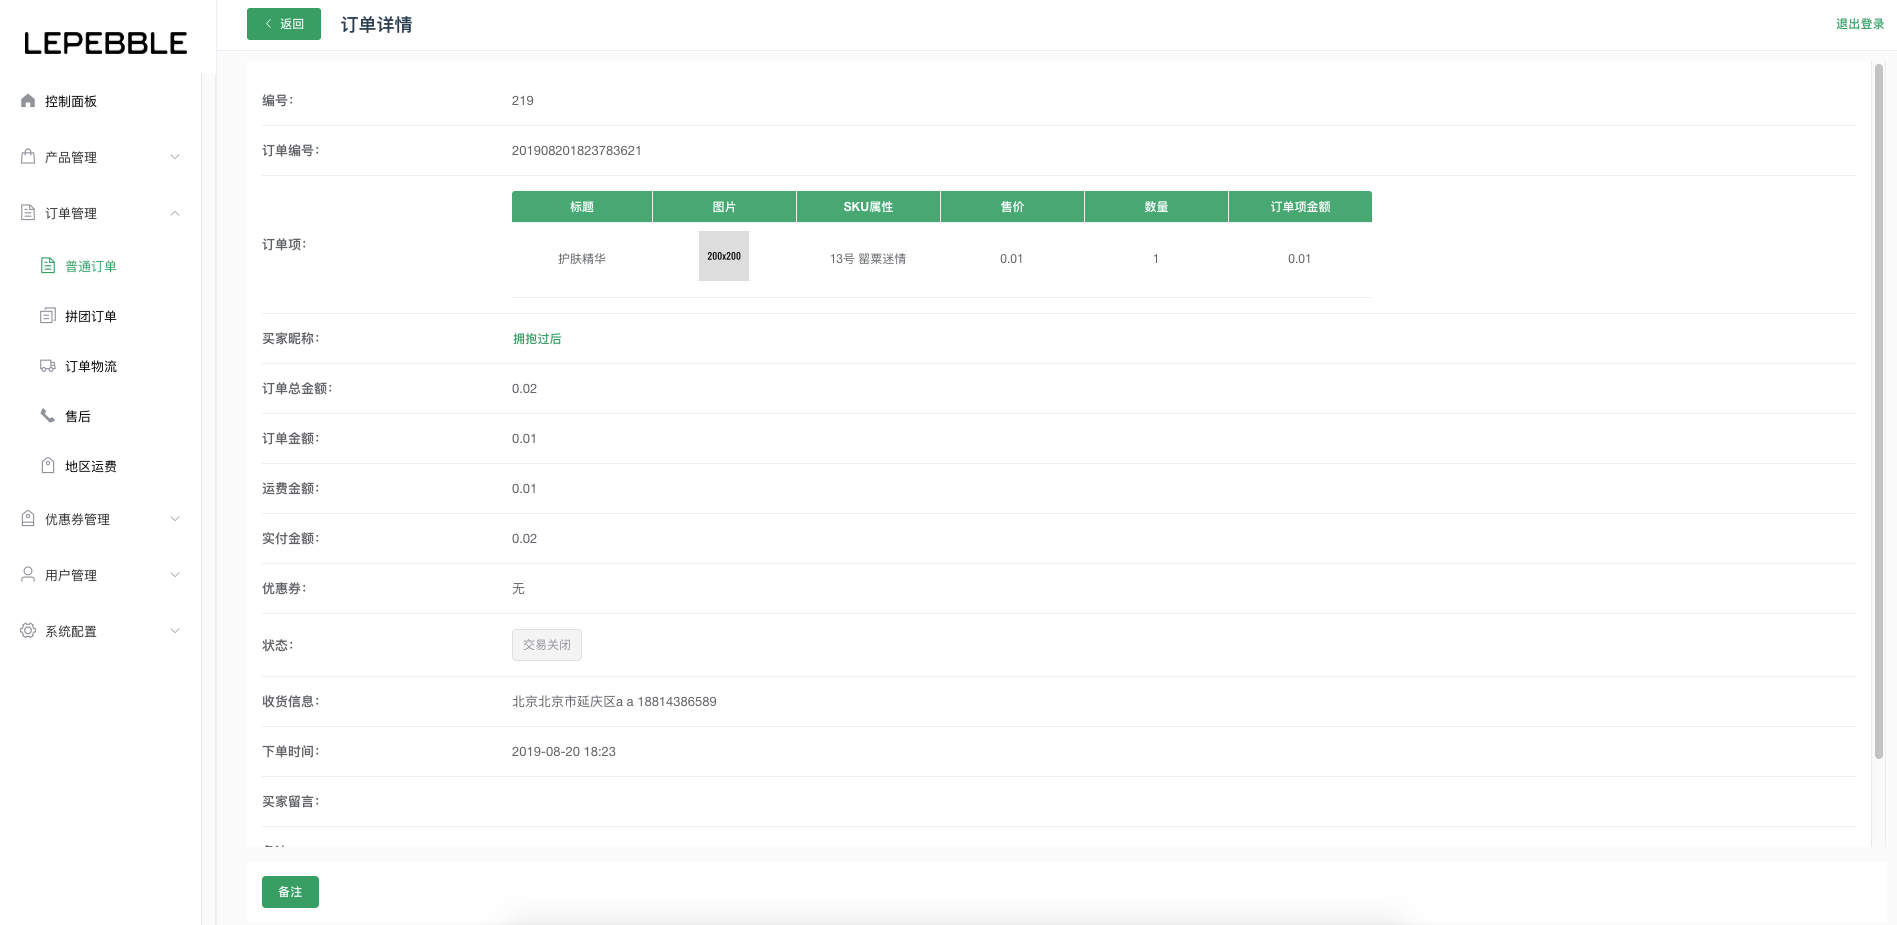 LEPEBBLE
控制面板
产品管理
订单管理
普通订单
拼团订单
订单物流
售后
地区运费
优惠券管理
用户管理
系统配置
返回 订单详情 退出登录
编号: 219
订单编号: 201908201823783621
订单项:
标题 图片 SKU属性 售价 数量 订单项金额
护肤精华 200x200 13号 罂粟迷情 0.01 1 0.01
买家昵称: 拥抱过后
订单总金额: 0.02
订单金额: 0.01
运费金额: 0.01
实付金额: 0.02
优惠券: 无
状态: 交易关闭
收货信息: 北京北京市延庆区a a 18814386589
下单时间: 2019-08-20 18:23
买家留言:
备注